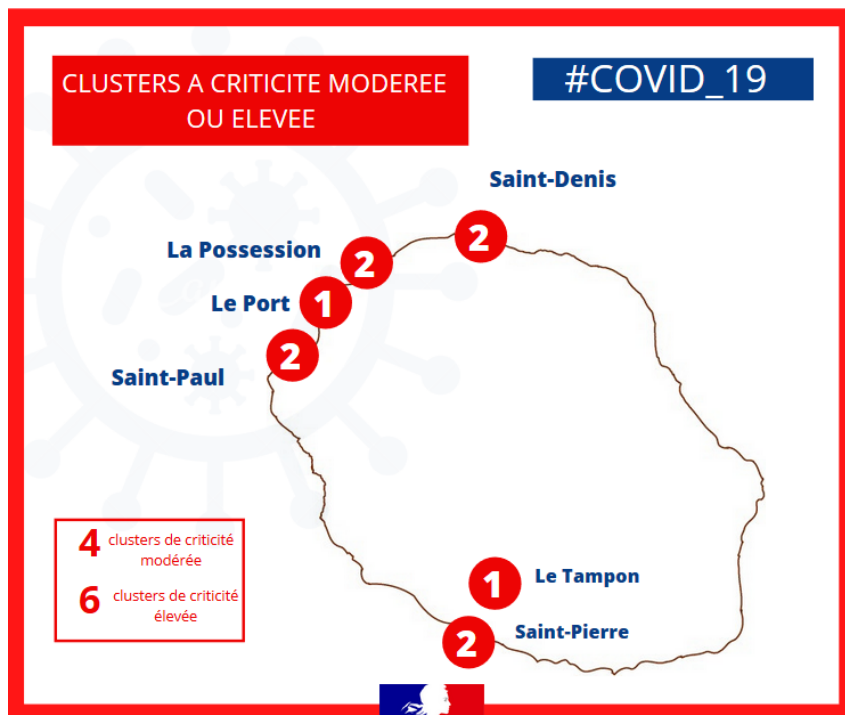 CLUSTERS A CRITICITE MODEREE
OU ELEVEE
#COVID_19
Saint-Denis
2
La Possession
2
Le Port
1
2
Saint-Paul
4 clusters de criticité
modérée
6 clusters de criticité
élevée
1 Le Tampon
2 Saint-Pierre